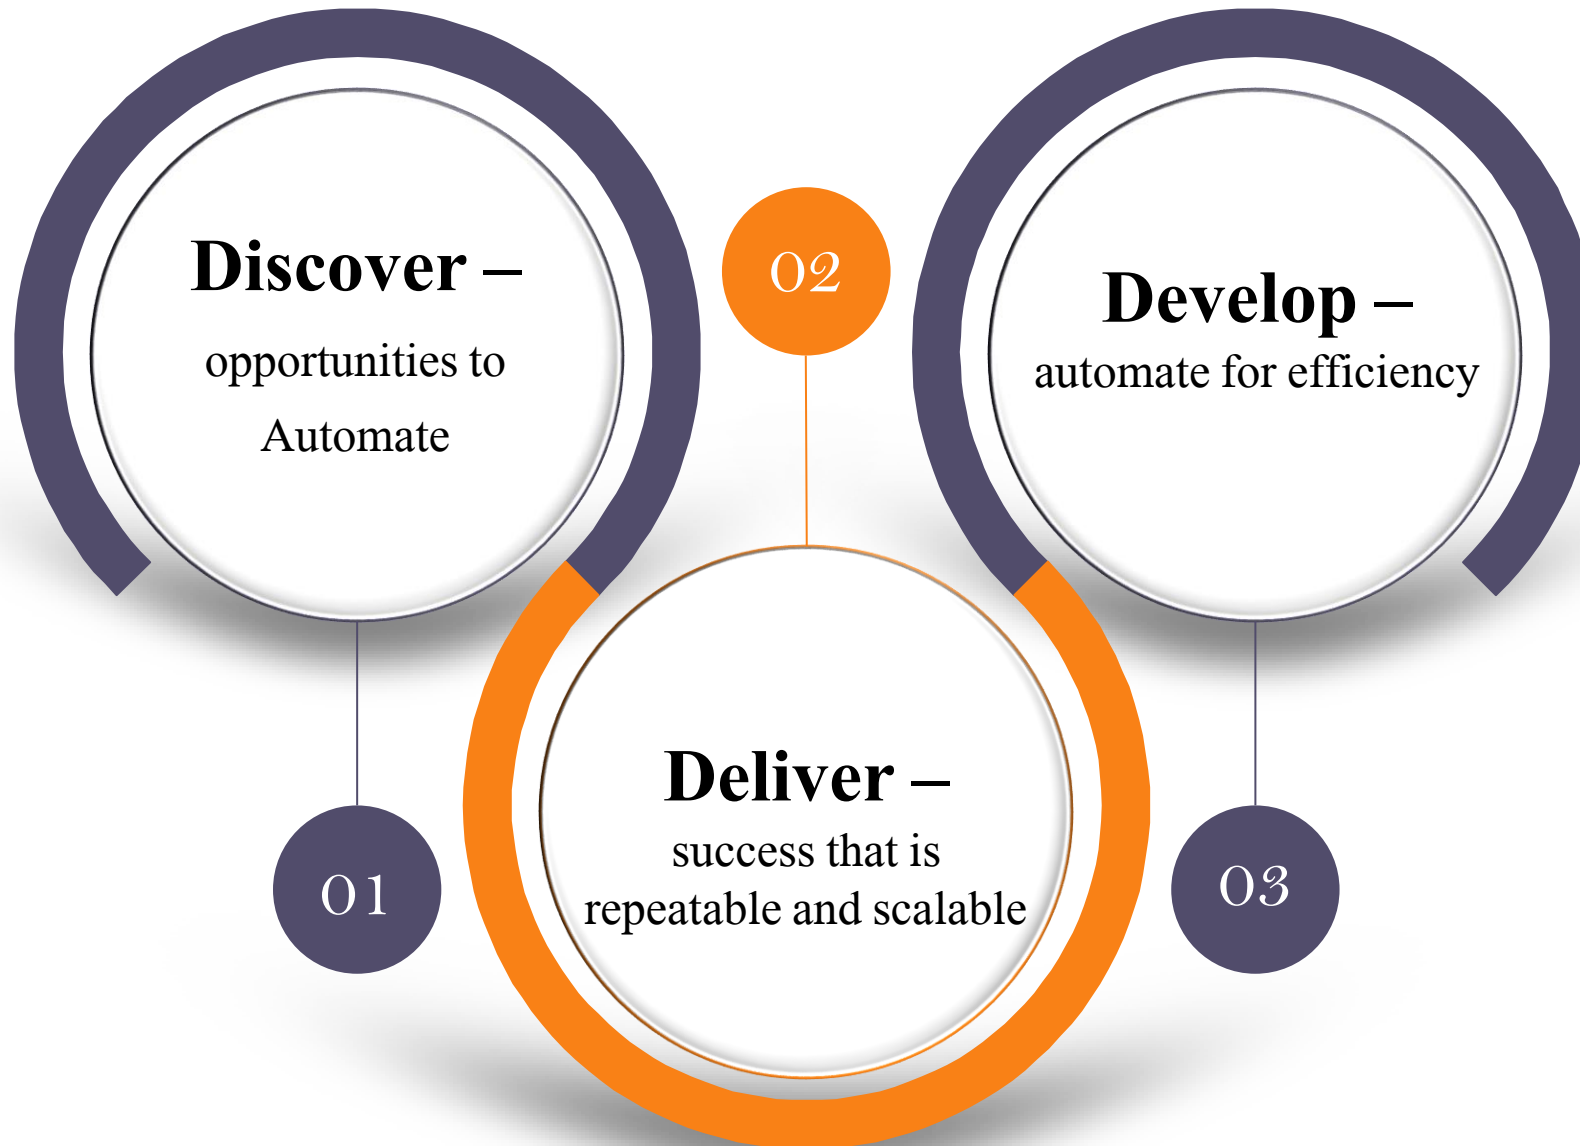 Discover –
opportunities to
Automate
01
02
Deliver –
success that is
repeatable and scalable
Develop –
automate for efficiency
03